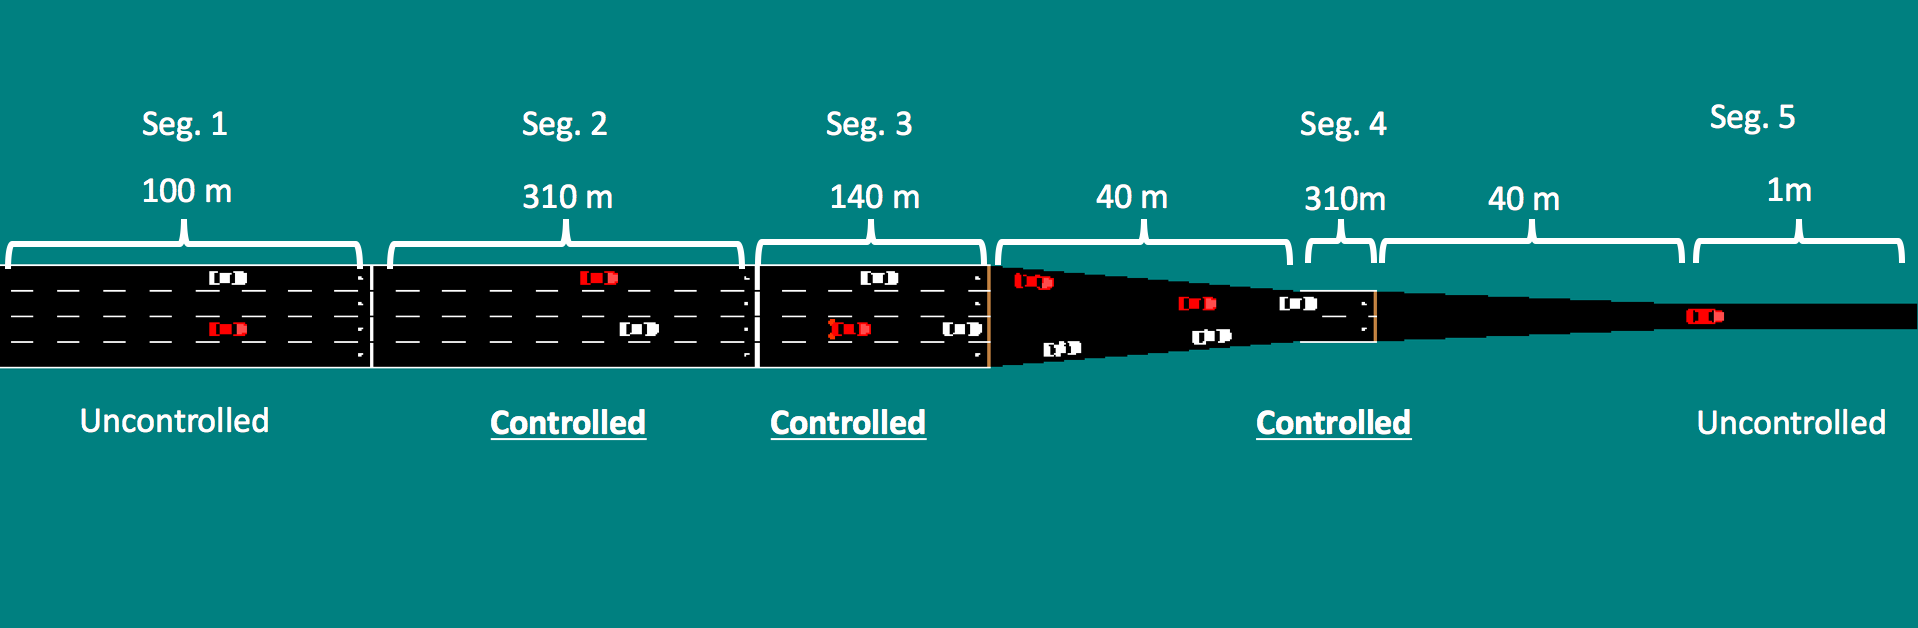 Seg. 1
Seg. 2
Seg. 3
Seg. 4
Seg. 5
100 m
310 m
140 m
40 m
310m
40 m
1m
Uncontrolled
Controlled
Controlled
Controlled
Uncontrolled